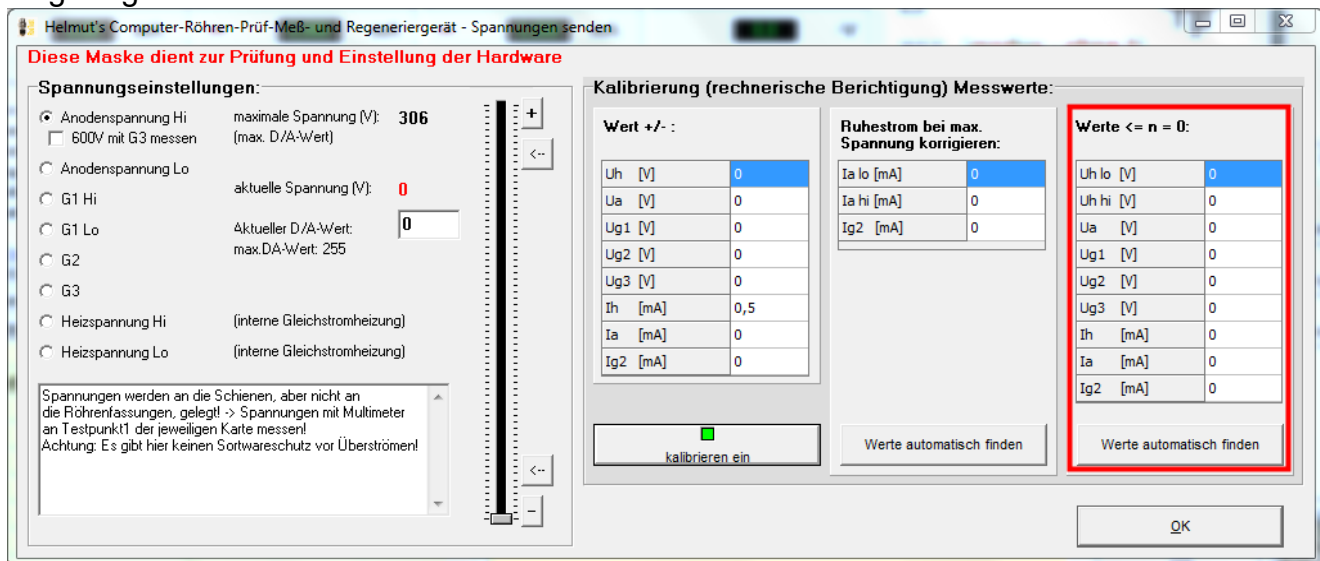 Helmut's Computer-Röhren-Prüf-Meß- und Regeneriergerät - Spannungen senden
Diese Maske dient zur Prüfung und Einstellung der Hardware
Spannungseinstellungen:
Anodenspannung Hi
600V mit G3 messen
Anodenspannung Lo
G1 Hi
G1 Lo
G2
G3
Heizspannung Hi
Heizspannung Lo
maximale Spannung (V): 306
(max. D/A-Wert)
aktuelle Spannung (V): 0
Aktueller D/A-Wert: 0
max.DA-Wert: 255
(interne Gleichstromheizung)
(interne Gleichstromheizung)
Spannungen werden an die Schienen, aber nicht an
die Röhrenfassungen, gelegt! -> Spannungen mit Multimeter
an Testpunkt1 der jeweiligen Karte messen!
Achtung: Es gibt hier keinen Sortwareschutz vor Überströmen!
+
<--
<--
-
Kalibrierung (rechnerische Berichtigung) Messwerte:
Wert +/- :
Uh [V] 0
Ua [V] 0
Ug1 [V] 0
Ug2 [V] 0
Ug3 [V] 0
Ih [mA] 0,5
Ia [mA] 0
Ig2 [mA] 0
kalibrieren ein
Ruhestrom bei max.
Spannung korrigieren:
Ia lo [mA] 0
Ia hi [mA] 0
Ig2 [mA] 0
Werte automatisch finden
Werte <= n = 0:
Uh lo [V] 0
Uh hi [V] 0
Ua [V] 0
Ug1 [V] 0
Ug2 [V] 0
Ug3 [V] 0
Ih [mA] 0
Ia [mA] 0
Ig2 [mA] 0
Werte automatisch finden
OK